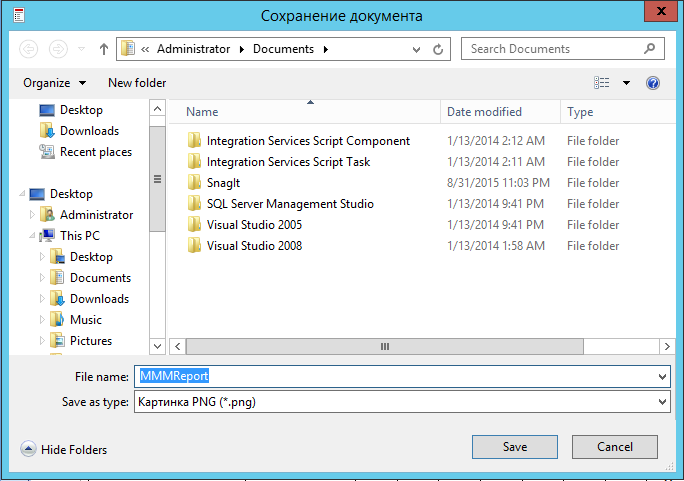 Сохранение документа
x
« Administrator Documents
Search Documents
Organize New folder
?
Desktop
Downloads
Recent places
Desktop
Administrator
This PC
Desktop
Documents
Downloads
Music
Pictures
Name Date modified Type
Integration Services Script Component 1/13/2014 2:12 AM File folder
Integration Services Script Task 1/13/2014 2:11 AM File folder
SnagIt 8/31/2015 11:03 PM File folder
SQL Server Management Studio 1/13/2014 9:41 PM File folder
Visual Studio 2005 1/13/2014 9:41 PM File folder
Visual Studio 2008 1/13/2014 1:58 AM File folder
File name: MMMReport
Save as type: Картинка PNG (*.png)
Hide Folders
Save Cancel